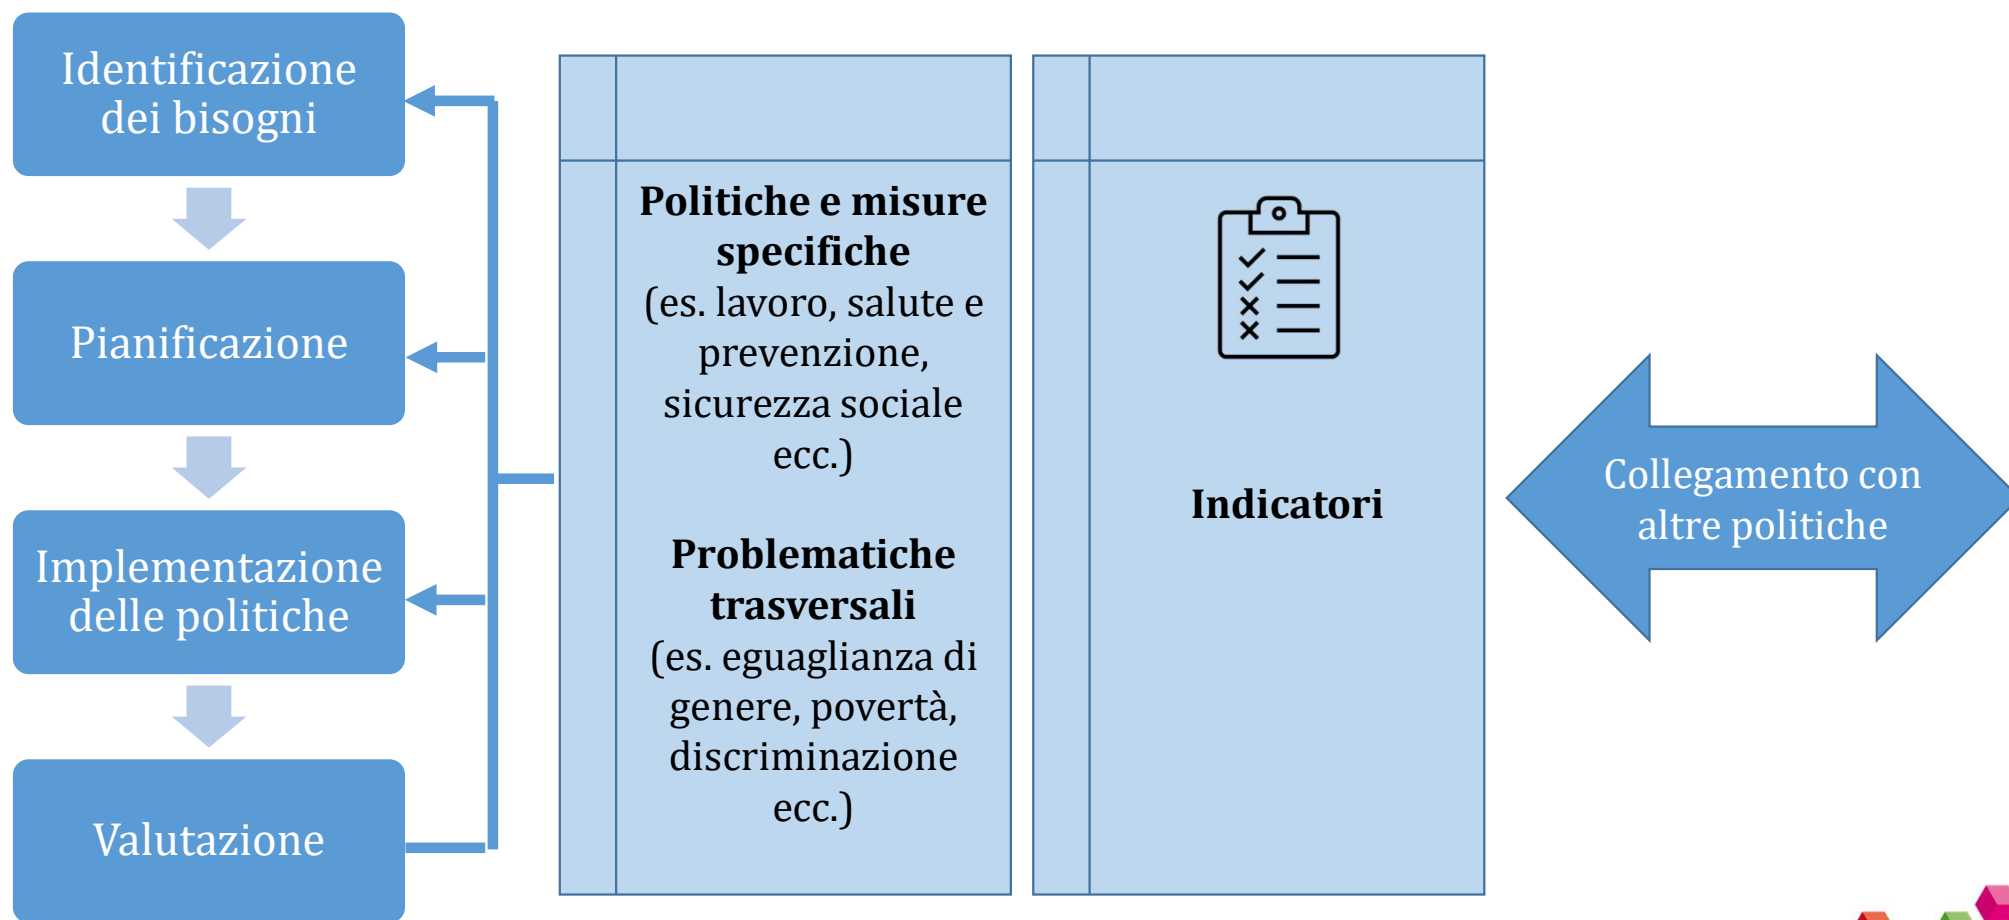 Identificazione
dei bisogni
Pianificazione
Implementazione
delle politiche
Valutazione
Politiche e misure
specifiche
(es. lavoro, salute e
prevenzione,
sicurezza sociale
ecc.)
Problematiche
trasversali
(es. eguaglianza di
genere, povertà,
discriminazione
ecc.)
Indicatori
Collegamento con
altre politiche